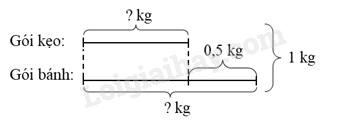 ? kg
Gói kẹo:
0,5 kg
1 kg
Gói bánh:
? kg
Loigiaihay.com